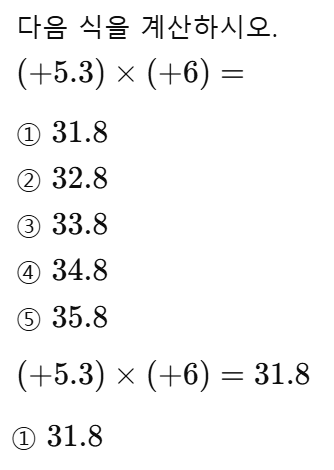 다음 식을 계산하시오.
(+5.3) × (+6) =
① 31.8
② 32.8
③ 33.8
④ 34.8
⑤ 35.8
(+5.3) × (+6) = 31.8
① 31.8